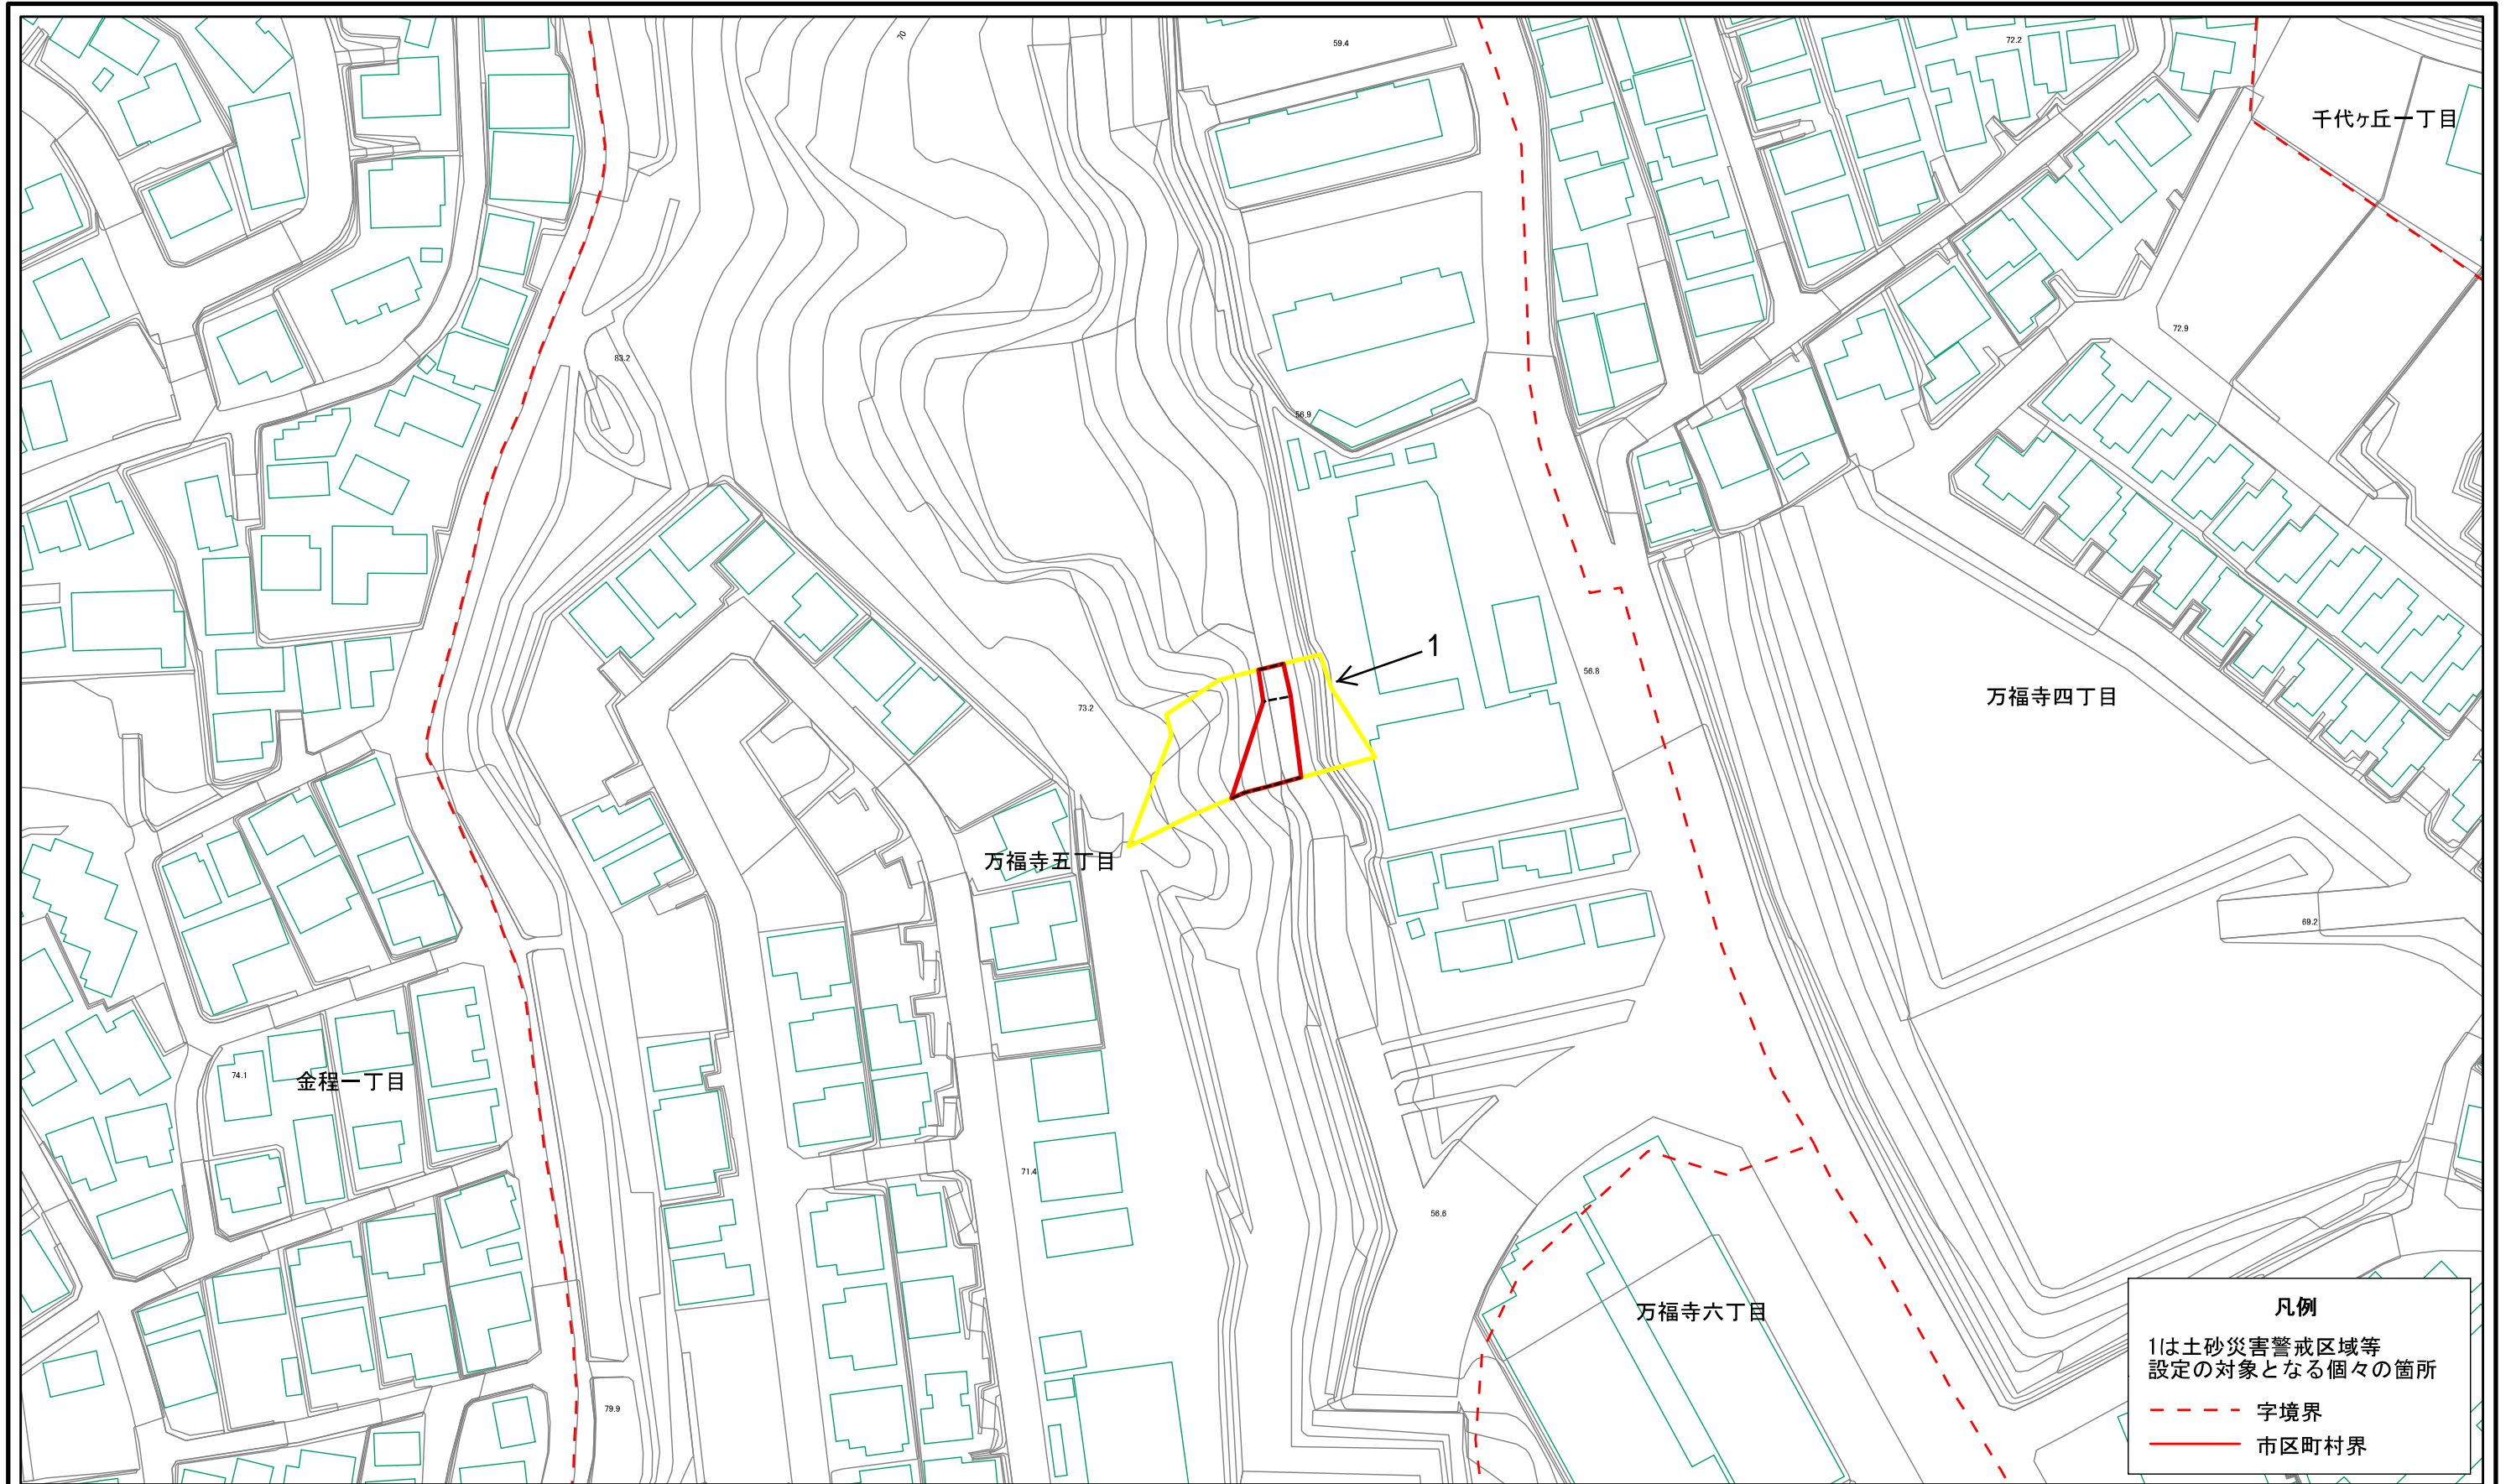 70
59.4
72.2
千代ヶ丘一丁目
72.9
83.2
56.9
1
56.8
万福寺四丁目
73.2
万福寺五丁目
69.2
74.1
金程一丁目
71.4
56.6
万福寺六丁目
79.9
凡例
1は土砂災害警戒区域等
設定の対象となる個々の箇所
字境界
市区町村界